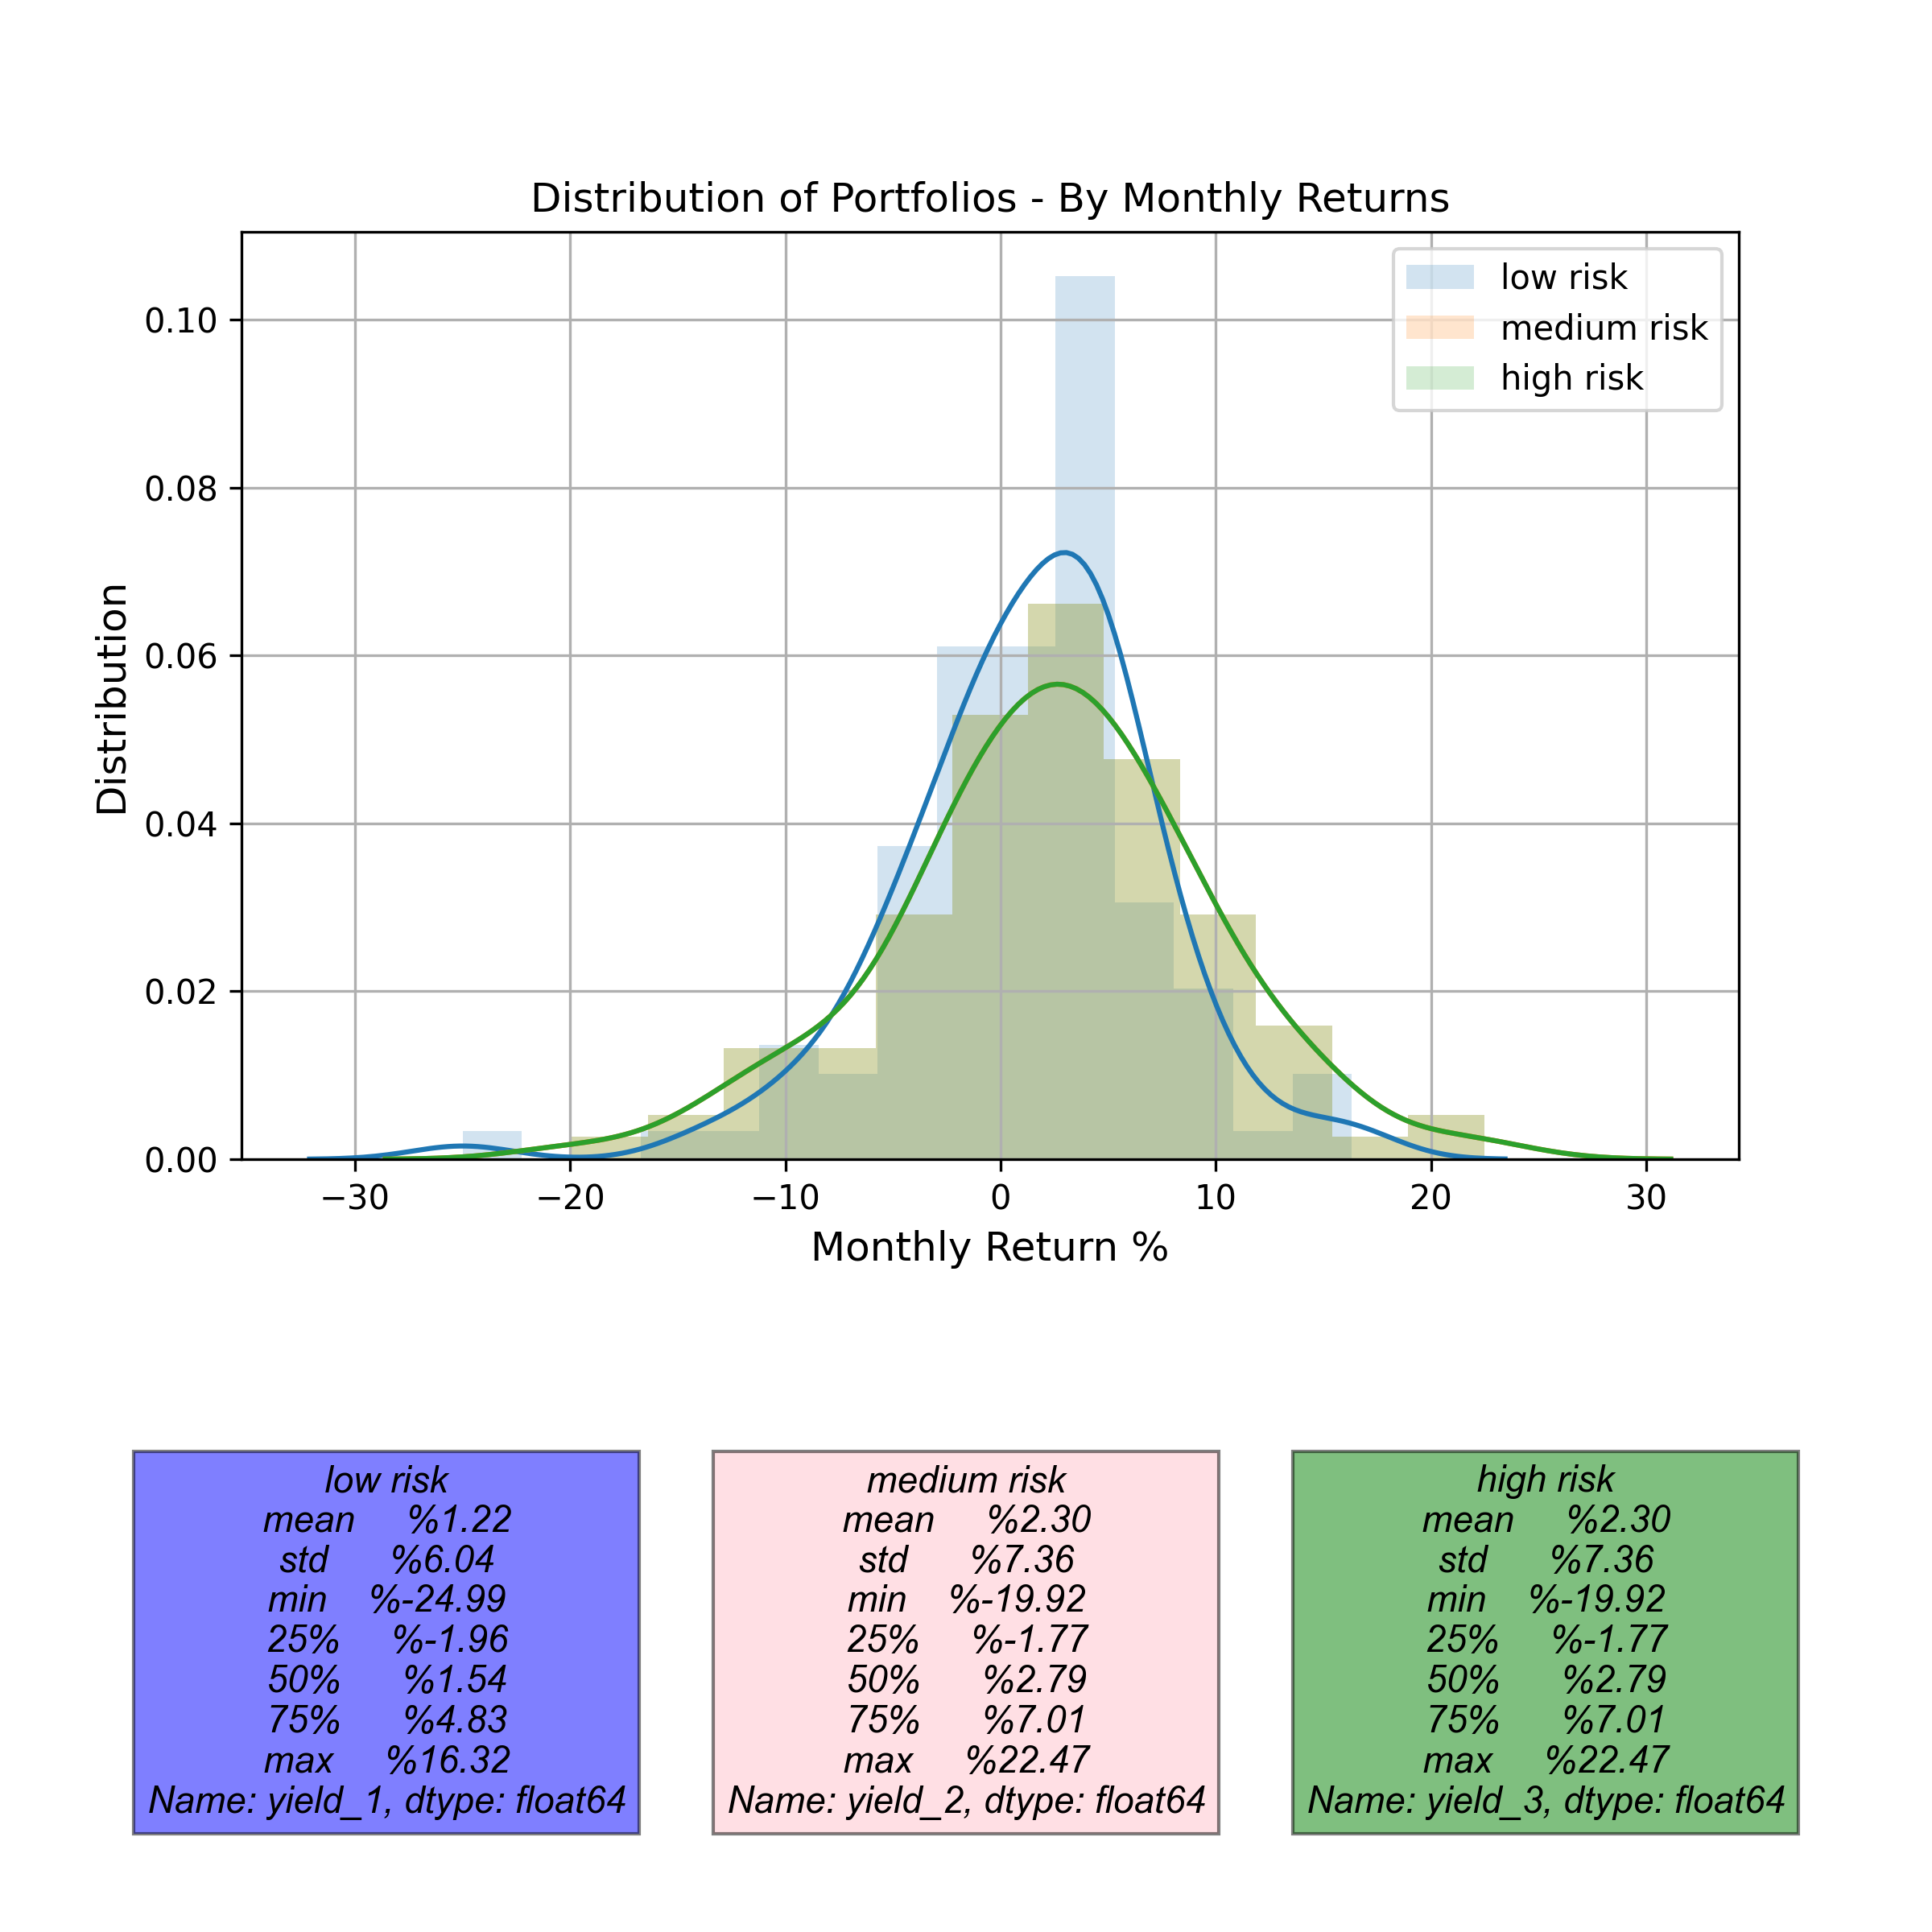 Distribution of Portfolios - By Monthly Returns
low risk
medium risk
high risk
0.10
0.08
0.06
0.04
0.02
0.00
Distribution
−30 −20 −10 0 10 20 30
Monthly Return %
low risk
mean %1.22
std %6.04
min %-24.99
25% %-1.96
50% %1.54
75% %4.83
max %16.32
Name: yield_1, dtype: float64
medium risk
mean %2.30
std %7.36
min %-19.92
25% %-1.77
50% %2.79
75% %7.01
max %22.47
Name: yield_2, dtype: float64
high risk
mean %2.30
std %7.36
min %-19.92
25% %-1.77
50% %2.79
75% %7.01
max %22.47
Name: yield_3, dtype: float64